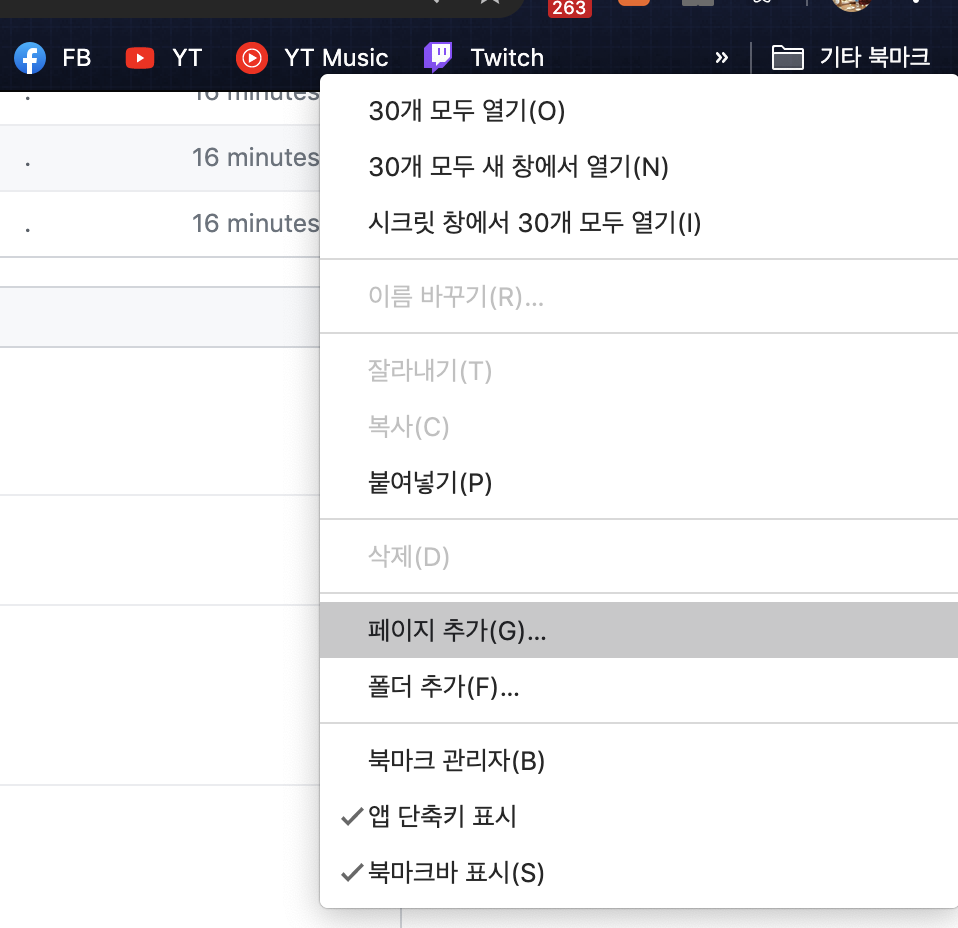 263
FB
YT
YT Music
Twitch
»
기타 북마크
. 16 minutes
. 16 minutes
. 16 minutes
30개 모두 열기(O)
30개 모두 새 창에서 열기(N)
시크릿 창에서 30개 모두 열기(I)
이름 바꾸기(R)...
잘라내기(T)
복사(C)
붙여넣기(P)
삭제(D)
페이지 추가(G)...
폴더 추가(F)...
북마크 관리자(B)
앱 단축키 표시
북마크바 표시(S)